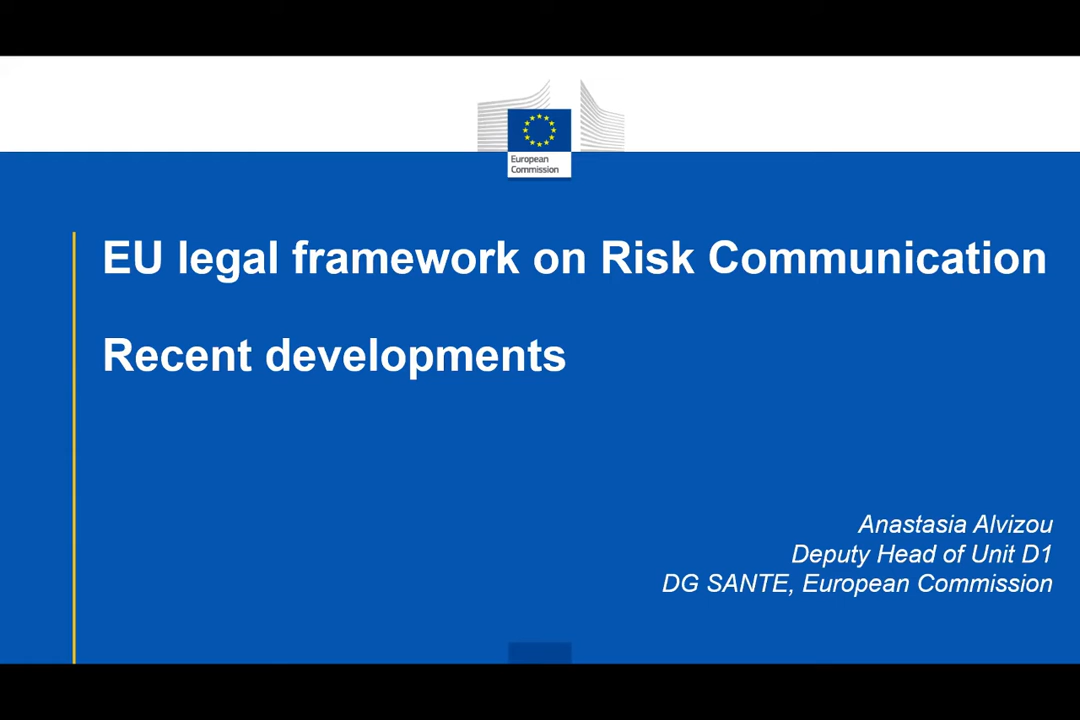 European
Commission
EU legal framework on Risk Communication
Recent developments
Anastasia Alvizou
Deputy Head of Unit D1
DG SANTE, European Commission